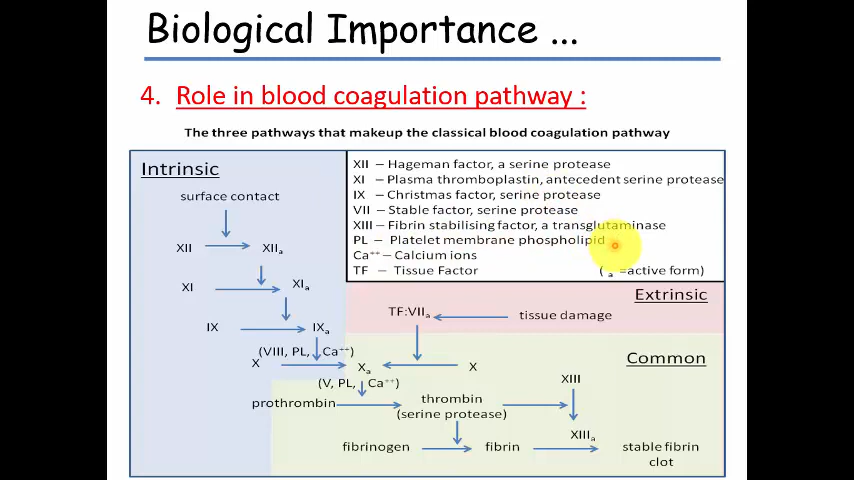 Biological Importance ...
4. Role in blood coagulation pathway :
The three pathways that makeup the classical blood coagulation pathway
Intrinsic
surface contact
XII
XIIa
XI
XIa
IX
IXa
(VIII, PL, Ca⁺⁺)
X
Xa
X
(V, PL, Ca⁺⁺)
XII – Hageman factor, a serine protease
XI – Plasma thromboplastin, antecedent serine protease
IX – Christmas factor, serine protease
VII – Stable factor, serine protease
XIII – Fibrin stabilising factor, a transglutaminase
PL – Platelet membrane phospholipid
Ca⁺⁺ – Calcium ions
TF – Tissue Factor
( a =active form)
Extrinsic
TF:VIIa
tissue damage
Common
XIII
prothrombin
thrombin
(serine protease)
XIIIa
fibrinogen
fibrin
stable fibrin
clot